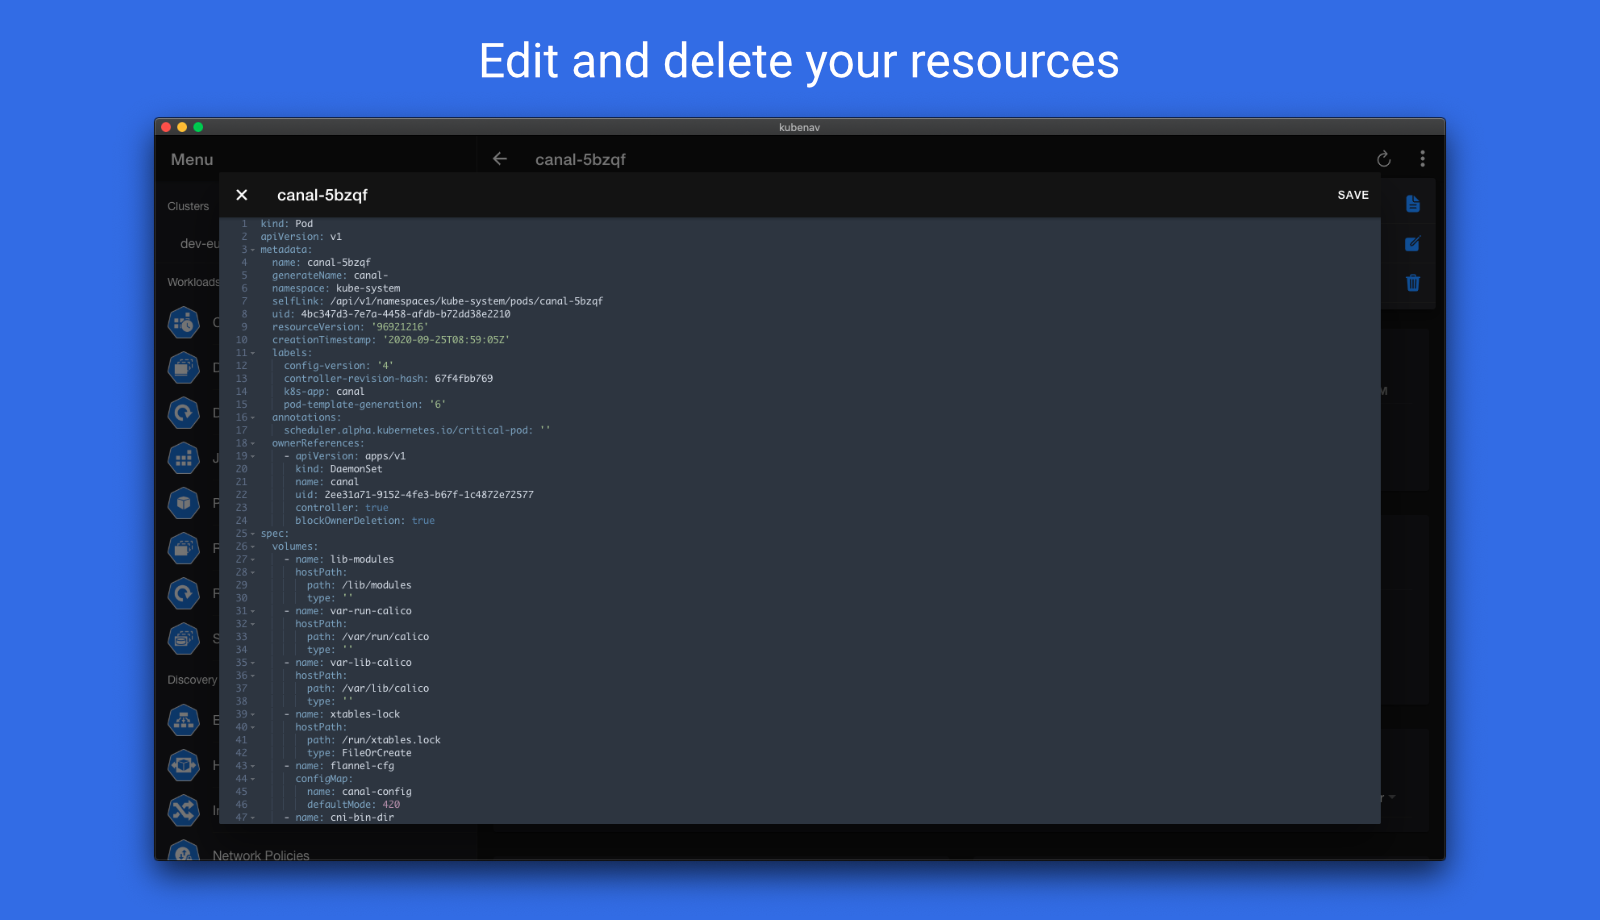 Edit and delete your resources
kubenav
Menu
canal-5bzqf
canal-5bzqf
SAVE
Clusters
dev-eu
Workloads
C
D
D
J
P
P
F
S
Discovery
E
H
In
Network Policies
M
r
1 kind: Pod
2 apiVersion: v1
3 metadata:
4 name: canal-5bzqf
5 generateName: canal-
6 namespace: kube-system
7 selfLink: /api/v1/namespaces/kube-system/pods/canal-5bzqf
8 uid: 4bc347d3-7e7a-4458-afdb-b72dd38e2210
9 resourceVersion: '96921216'
10 creationTimestamp: '2020-09-25T08:59:05Z'
11 labels:
12 config-version: '4'
13 controller-revision-hash: 67f4fbb769
14 k8s-app: canal
15 pod-template-generation: '6'
16 annotations:
17 scheduler.alpha.kubernetes.io/critical-pod: ''
18 ownerReferences:
19 - apiVersion: apps/v1
20 kind: DaemonSet
21 name: canal
22 uid: 2ee31a71-9152-4fe3-b67f-1c4872e72577
23 controller: true
24 blockOwnerDeletion: true
25 spec:
26 volumes:
27 - name: lib-modules
28 hostPath:
29 path: /lib/modules
30 type: ''
31 - name: var-run-calico
32 hostPath:
33 path: /var/run/calico
34 type: ''
35 - name: var-lib-calico
36 hostPath:
37 path: /var/lib/calico
38 type: ''
39 - name: xtables-lock
40 hostPath:
41 path: /run/xtables.lock
42 type: FileOrCreate
43 - name: flannel-cfg
44 configMap:
45 name: canal-config
46 defaultMode: 420
47 - name: cni-bin-dir